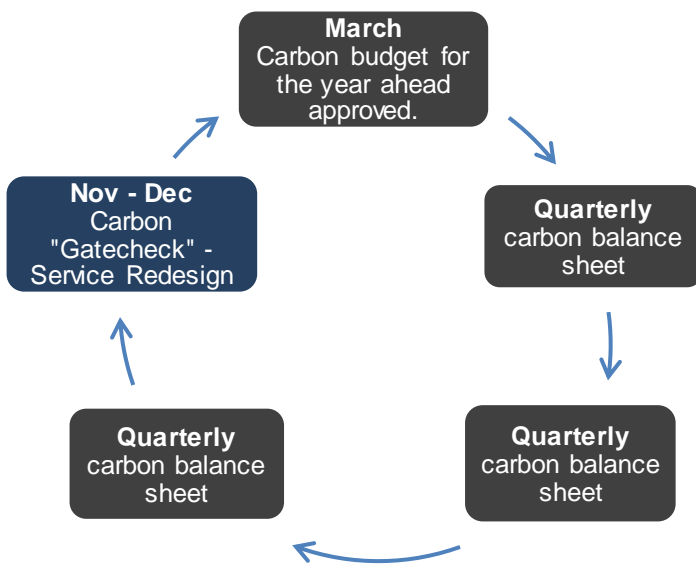 March
Carbon budget for
the year ahead
approved.
Quarterly
carbon balance
sheet
Quarterly
carbon balance
sheet
Quarterly
carbon balance
sheet
Nov - Dec
Carbon
"Gatecheck" -
Service Redesign